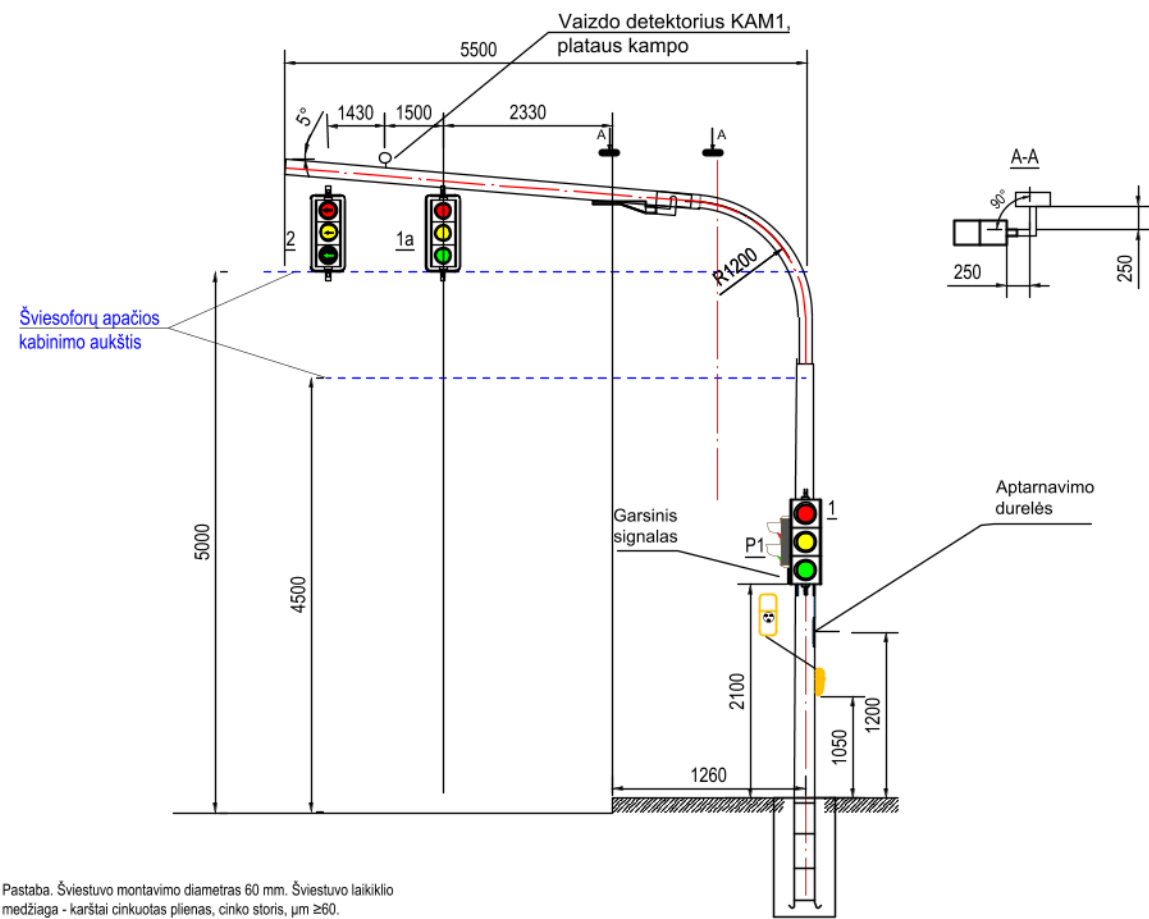 Vaizdo detektorius KAM1,
plataus kampo
5500
5°
1430
1500
2330
A
A
A-A
90°
250
250
2
1a
R1200
Šviesoforų apačios
kabinimo aukštis
5000
4500
Garsinis
signalas
P1
1
Aptarnavimo
durelės
2100
1050
1200
1260
Pastaba. Šviestuvo montavimo diametras 60 mm. Šviestuvo laikiklio
medžiaga - karštai cinkuotas plienas, cinko storis, µm ≥60.